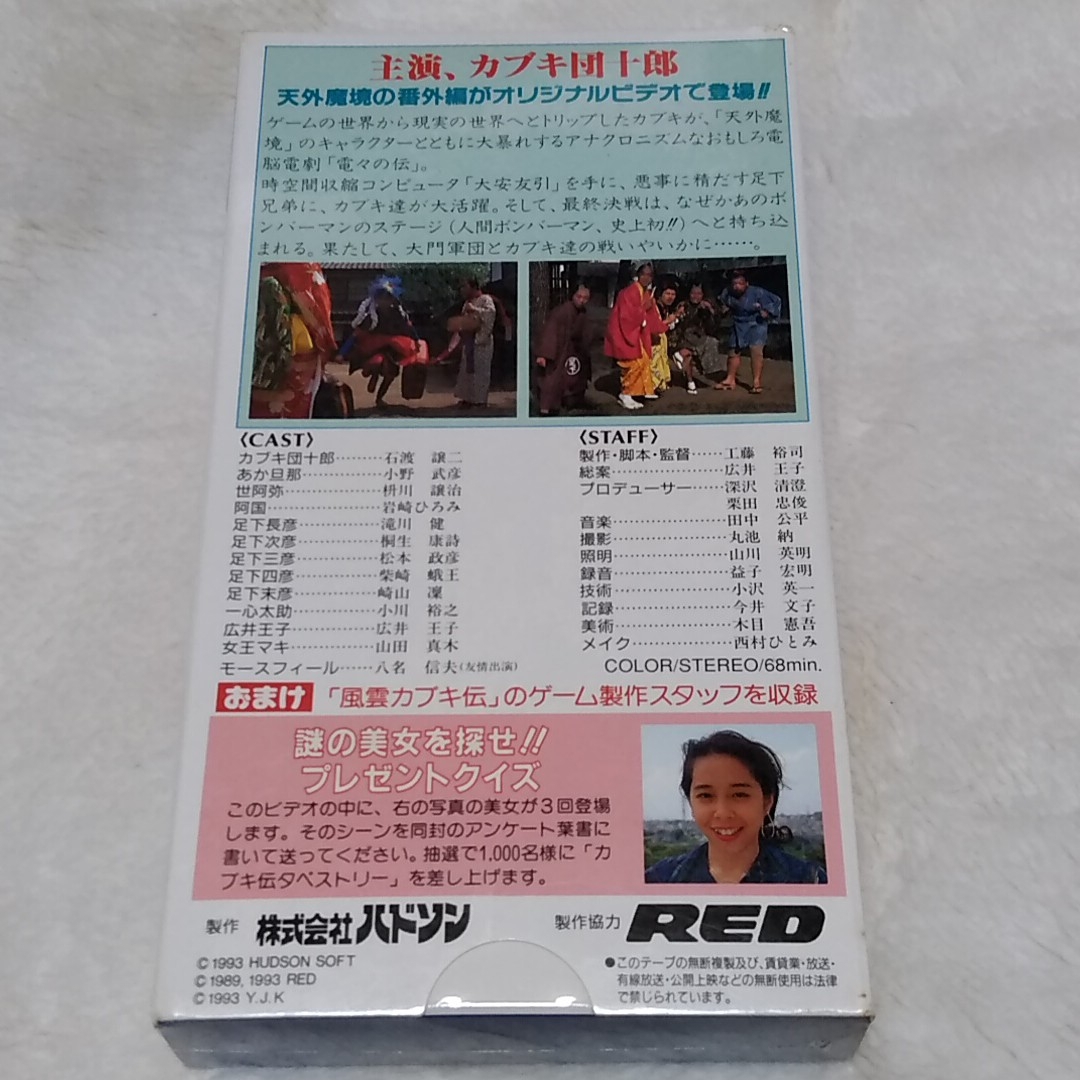 主演、カブキ団十郎
天外魔境の番外編がオリジナルビデオで登場!!
ゲームの世界から現実の世界へとトリップしたカブキが、「天外魔
境」のキャラクターとともに大暴れするアナクロニズムなおもしろ電
脳電劇「電々の伝」。
時空間収縮コンピュータ「大安友引」を手に、悪事に精だす足下
兄弟に、カブキ達が大活躍。そして、最終決戦は、なぜかあのボ
ンバーマンのステージ(人間ボンバーマン、史上初!!)へと持ち込
まれる。果たして、大門軍団とカブキ達の戦いやいかに……。
〈CAST〉
カブキ団十郎………石渡 譲二
あか旦那……………小野 武彦
世阿弥………………枡川 譲治
阿国…………………岩崎ひろみ
足下長彦……………滝川 健
足下次彦……………桐生 康詩
足下三彦……………松本 政彦
足下四彦……………柴崎 蛾王
足下末彦……………崎山 凜
一心太助……………小川 裕之
広井王子……………広井 王子
女王マキ……………山田 真木
モースフィール……八名 信夫(友情出演)
〈STAFF〉
製作・脚本・監督……工藤 裕司
総案…………………広井 王子
プロデューサー……深沢 清澄
栗田 忠俊
音楽…………………田中 公平
撮影…………………丸池 納
照明…………………山川 英明
録音…………………益子 宏明
技術…………………小沢 英一
記録…………………今井 文子
美術…………………木目 憲吾
メイク………………西村ひとみ
COLOR/STEREO/68min.
おまけ 「風雲カブキ伝」のゲーム製作スタッフを収録
謎の美女を探せ!!
プレゼントクイズ
このビデオの中に、右の写真の美女が3回登場
します。そのシーンを同封のアンケート葉書に
書いて送ってください。抽選で1,000名様に「カ
ブキ伝タペストリー」を差し上げます。
製作 株式会社ハドソン
製作協力 RED
©1993 HUDSON SOFT
©1989, 1993 RED
©1993 Y.J.K
●このテープの無断複製及び、賃貸業・放送・
有線放送・公開上映などの無断使用は法律
で禁じられています。